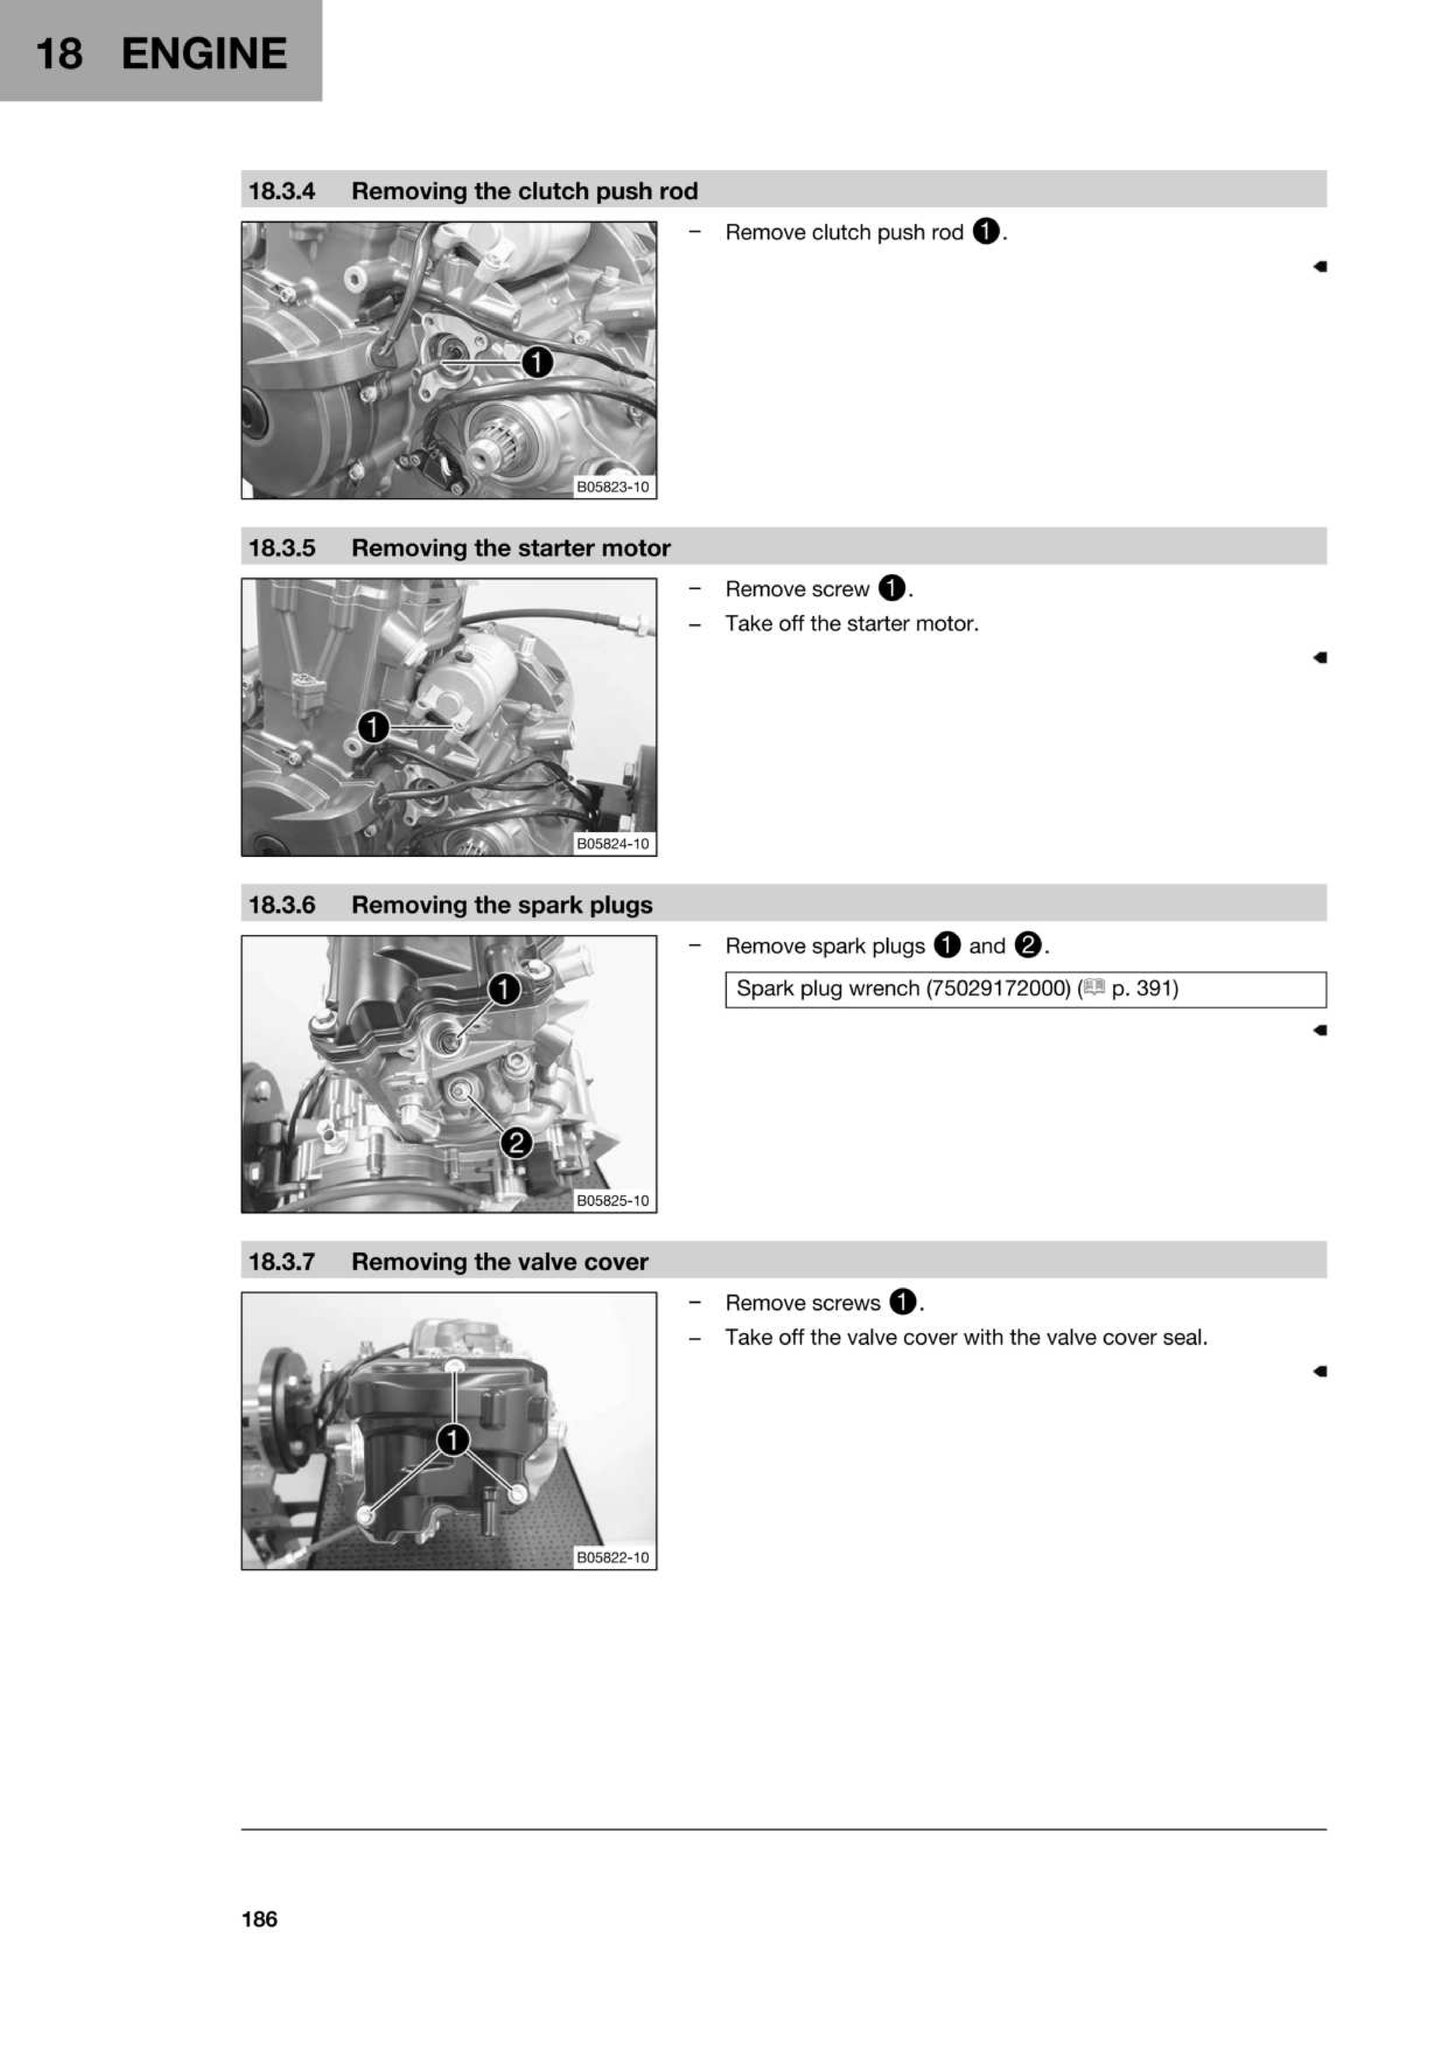 18 ENGINE
18.3.4 Removing the clutch push rod
– Remove clutch push rod 1.
1
B05823-10
18.3.5 Removing the starter motor
– Remove screw 1.
– Take off the starter motor.
1
B05824-10
18.3.6 Removing the spark plugs
– Remove spark plugs 1 and 2.
Spark plug wrench (75029172000) ( p. 391)
1
2
B05825-10
18.3.7 Removing the valve cover
– Remove screws 1.
– Take off the valve cover with the valve cover seal.
1
B05822-10
186